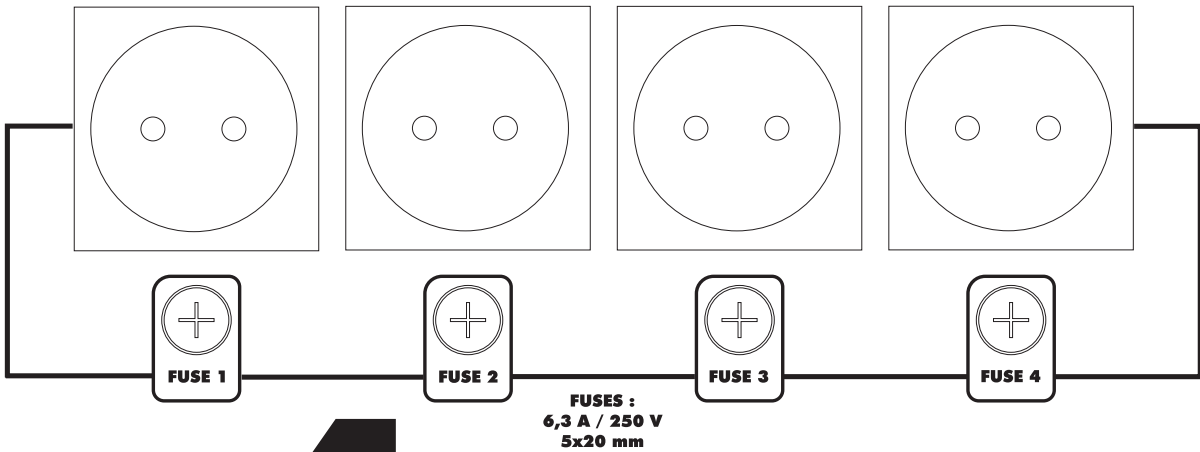 FUSE 1
FUSE 2
FUSE 3
FUSE 4
FUSES :
6,3 A / 250 V
5x20 mm